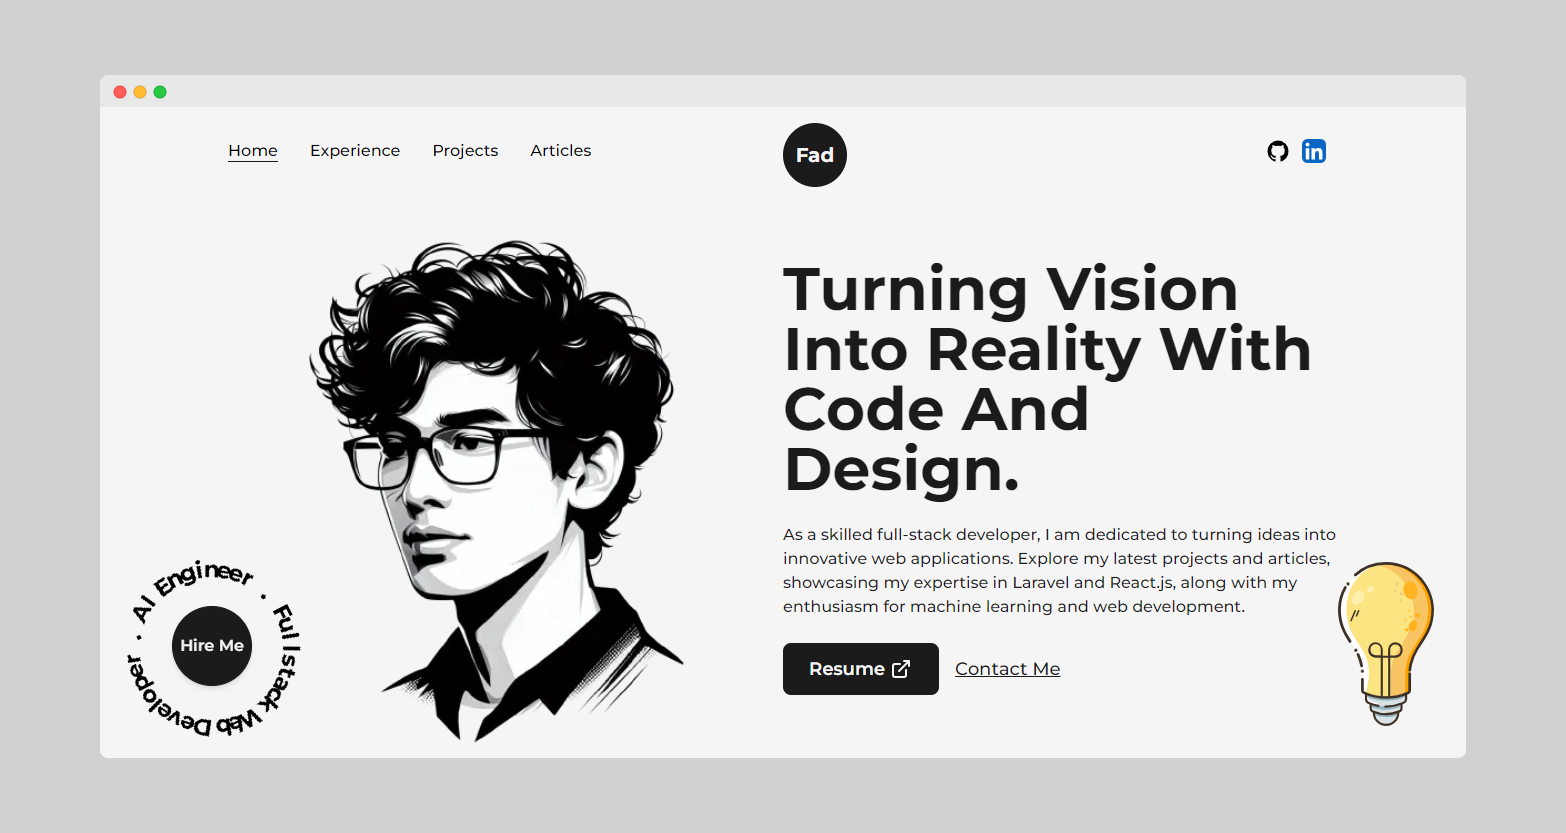 Home Experience Projects Articles
Fad
in
Turning Vision
Into Reality With
Code And
Design.
As a skilled full-stack developer, I am dedicated to turning ideas into
innovative web applications. Explore my latest projects and articles,
showcasing my expertise in Laravel and React.js, along with my
enthusiasm for machine learning and web development.
Resume Contact Me
Fullstack Web Developer · AI Engineer ·
Hire Me